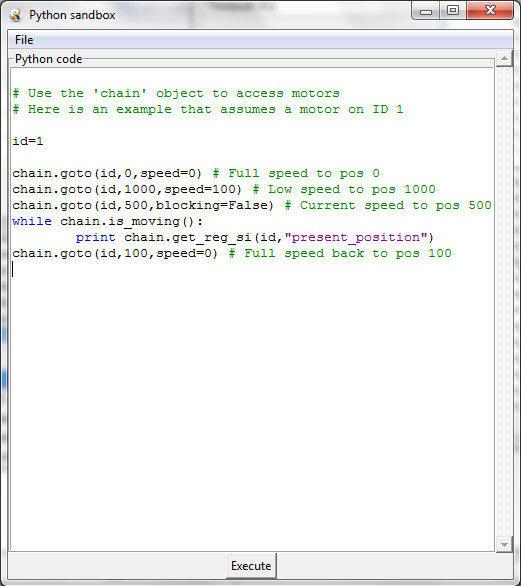 Python sandbox
File
Python code
# Use the 'chain' object to access motors
# Here is an example that assumes a motor on ID 1
id=1
chain.goto(id,0,speed=0) # Full speed to pos 0
chain.goto(id,1000,speed=100) # Low speed to pos 1000
chain.goto(id,500,blocking=False) # Current speed to pos 500
while chain.is_moving():
        print chain.get_reg_si(id,"present_position")
chain.goto(id,100,speed=0) # Full speed back to pos 100
Execute